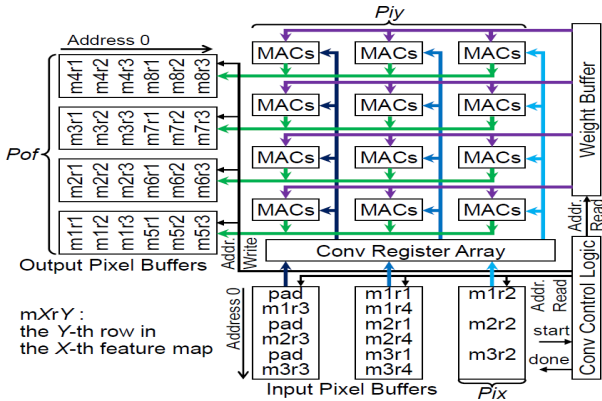 Piy
Address 0
m4r1 m4r2 m4r3 m8r1 m8r2 m8r3
m3r1 m3r2 m3r3 m7r1 m7r2 m7r3
m2r1 m2r2 m2r3 m6r1 m6r2 m6r3
m1r1 m1r2 m1r3 m5r1 m5r2 m5r3
Pof
Output Pixel Buffers
MACs MACs MACs
MACs MACs MACs
MACs MACs MACs
MACs MACs MACs
Weight Buffer
Addr.
Read
Addr.
Write
Conv Register Array
Conv Control Logic
Addr.
Read
start
done
Address 0
pad
m1r3
pad
m2r3
pad
m3r3
m1r1
m1r4
m2r1
m2r4
m3r1
m3r4
m1r2
m2r2
m3r2
Input Pixel Buffers
Pix
mXrY :
the Y-th row in
the X-th feature map